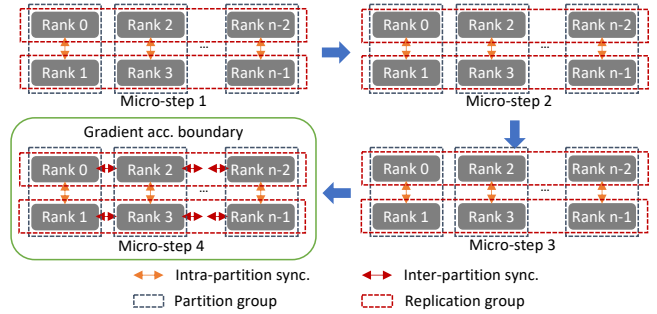 Rank 0 Rank 2 Rank n-2
...
Rank 1 Rank 3 Rank n-1
Micro-step 1
Rank 0 Rank 2 Rank n-2
...
Rank 1 Rank 3 Rank n-1
Micro-step 2
Gradient acc. boundary
Rank 0 Rank 2 Rank n-2
...
Rank 1 Rank 3 Rank n-1
Micro-step 4
Rank 0 Rank 2 Rank n-2
...
Rank 1 Rank 3 Rank n-1
Micro-step 3
Intra-partition sync. Inter-partition sync.
Partition group Replication group